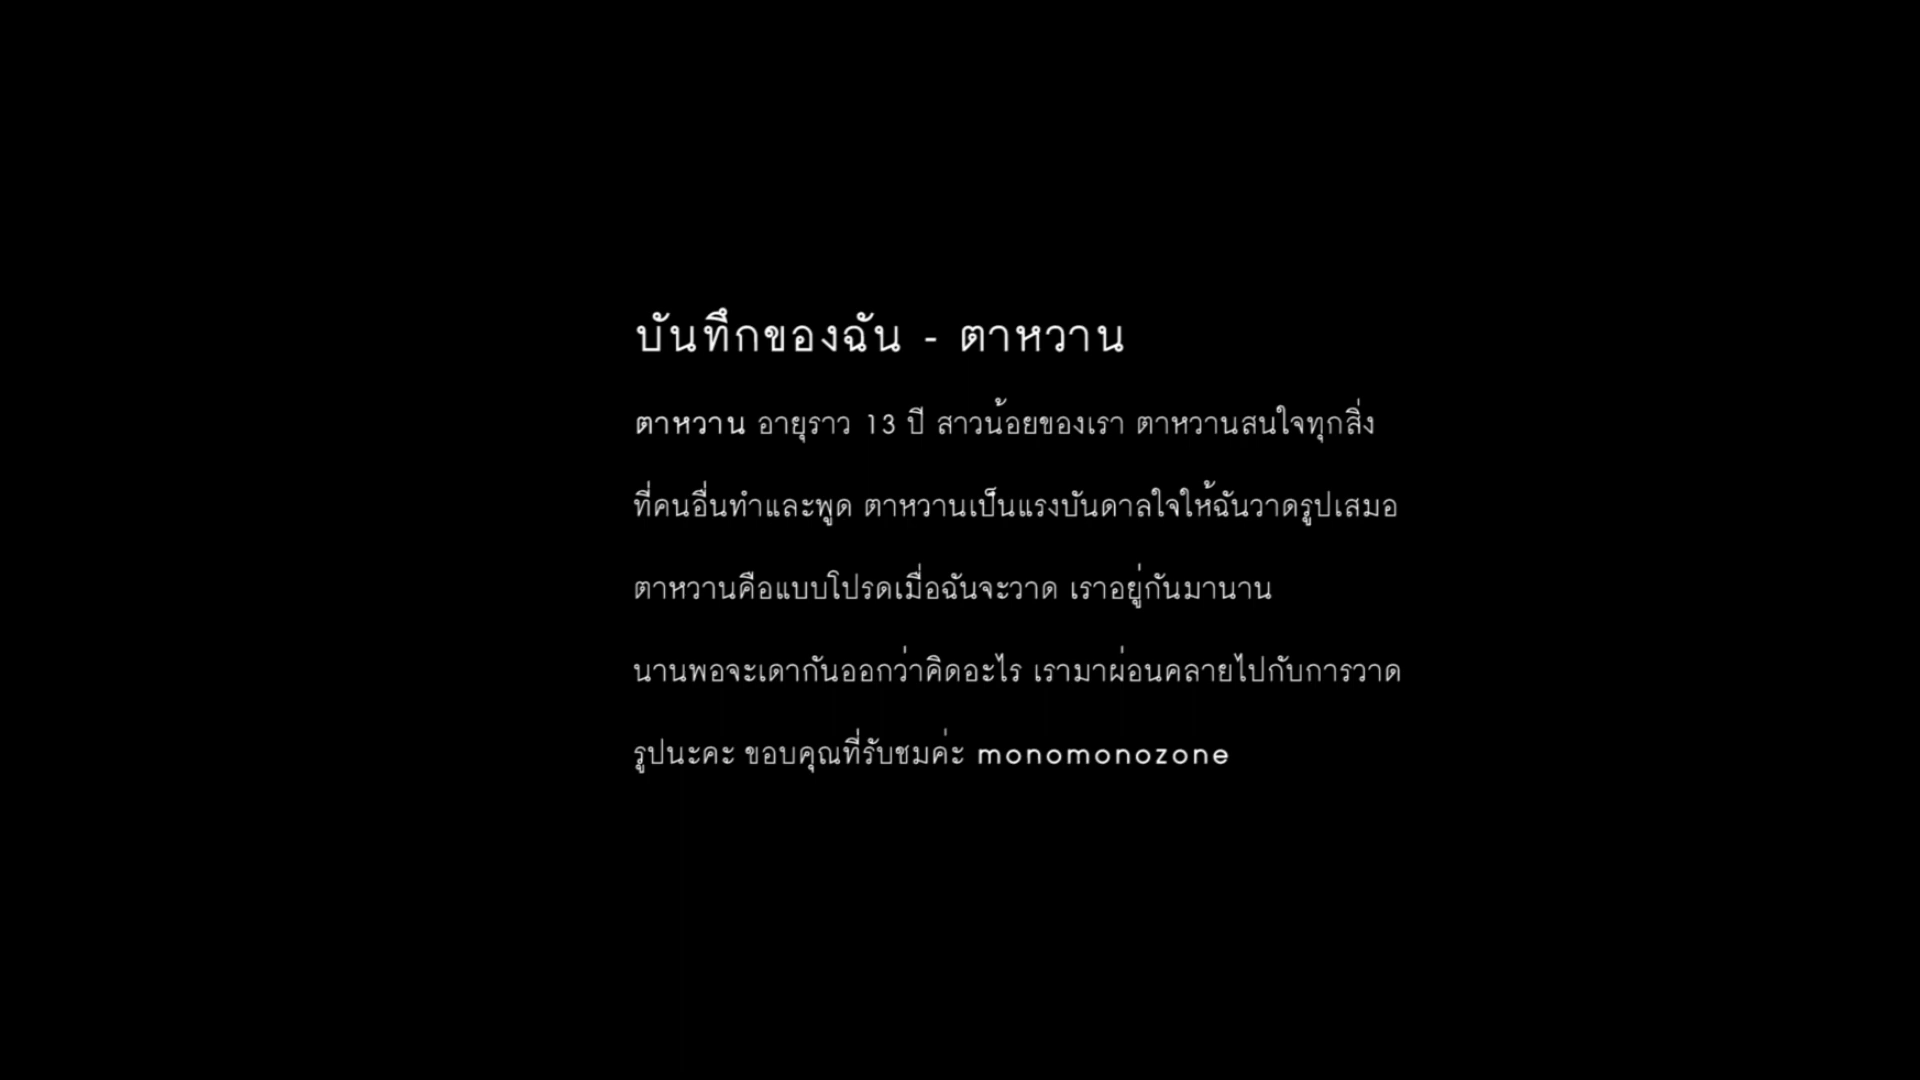 บันทึกของฉัน - ตาหวาน
ตาหวาน อายุราว 13 ปี สาวน้อยของเรา ตาหวานสนใจทุกสิ่ง
ที่คนอื่นทำและพูด ตาหวานเป็นแรงบันดาลใจให้ฉันวาดรูปเสมอ
ตาหวานคือแบบโปรดเมื่อฉันจะวาด เราอยู่กันมานาน
นานพอจะเดากันออกว่าคิดอะไร เรามาผ่อนคลายไปกับการวาด
รูปนะคะ ขอบคุณที่รับชมค่ะ monomonozone